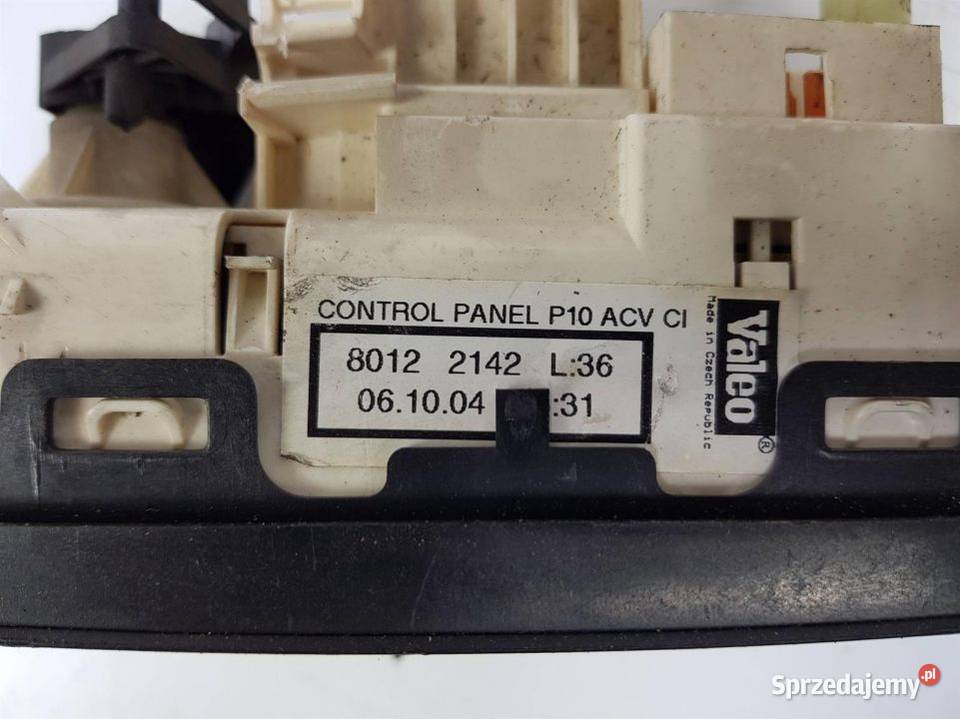 CONTROL PANEL P10 ACV CI
8012 2142 L:36
06.10.04 :31
Made in Czech Republic
Valeo®
Sprzedajemy.pl